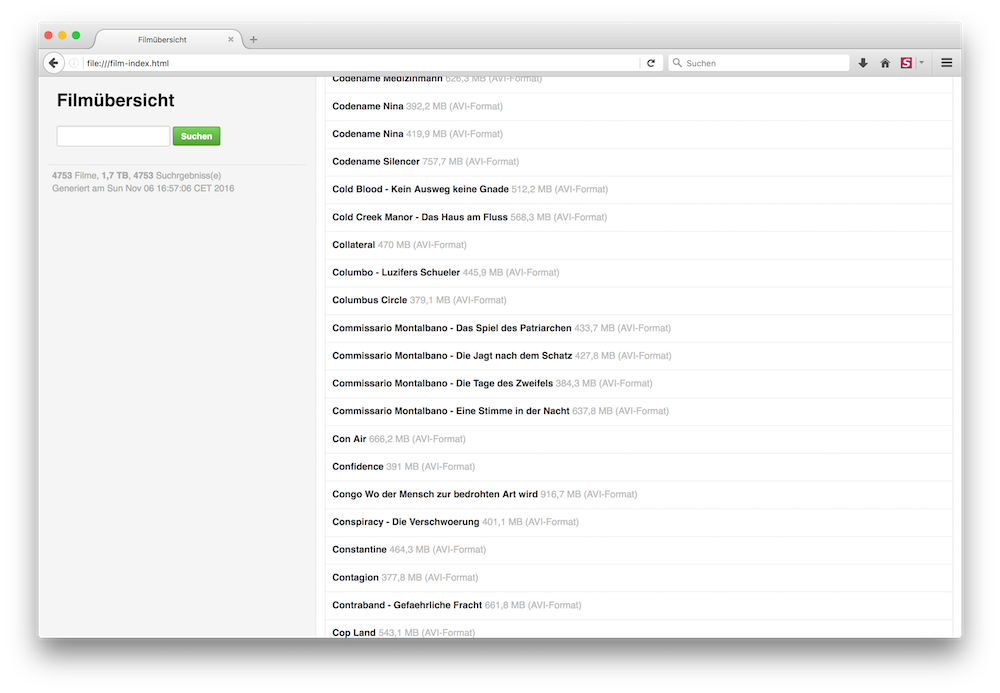 Filmübersicht
file:///film-index.html
Suchen
Filmübersicht
Suchen
4753 Filme, 1,7 TB, 4753 Suchrgebniss(e)
Generiert am Sun Nov 06 16:57:06 CET 2016
Codename Medizinmann 626,3 MB (AVI-Format)
Codename Nina 392,2 MB (AVI-Format)
Codename Nina 419,9 MB (AVI-Format)
Codename Silencer 757,7 MB (AVI-Format)
Cold Blood - Kein Ausweg keine Gnade 512,2 MB (AVI-Format)
Cold Creek Manor - Das Haus am Fluss 568,3 MB (AVI-Format)
Collateral 470 MB (AVI-Format)
Columbo - Luzifers Schueler 445,9 MB (AVI-Format)
Columbus Circle 379,1 MB (AVI-Format)
Commissario Montalbano - Das Spiel des Patriarchen 433,7 MB (AVI-Format)
Commissario Montalbano - Die Jagt nach dem Schatz 427,8 MB (AVI-Format)
Commissario Montalbano - Die Tage des Zweifels 384,3 MB (AVI-Format)
Commissario Montalbano - Eine Stimme in der Nacht 637,8 MB (AVI-Format)
Con Air 666,2 MB (AVI-Format)
Confidence 391 MB (AVI-Format)
Congo Wo der Mensch zur bedrohten Art wird 916,7 MB (AVI-Format)
Conspiracy - Die Verschwoerung 401,1 MB (AVI-Format)
Constantine 464,3 MB (AVI-Format)
Contagion 377,8 MB (AVI-Format)
Contraband - Gefaehrliche Fracht 661,8 MB (AVI-Format)
Cop Land 543,1 MB (AVI-Format)